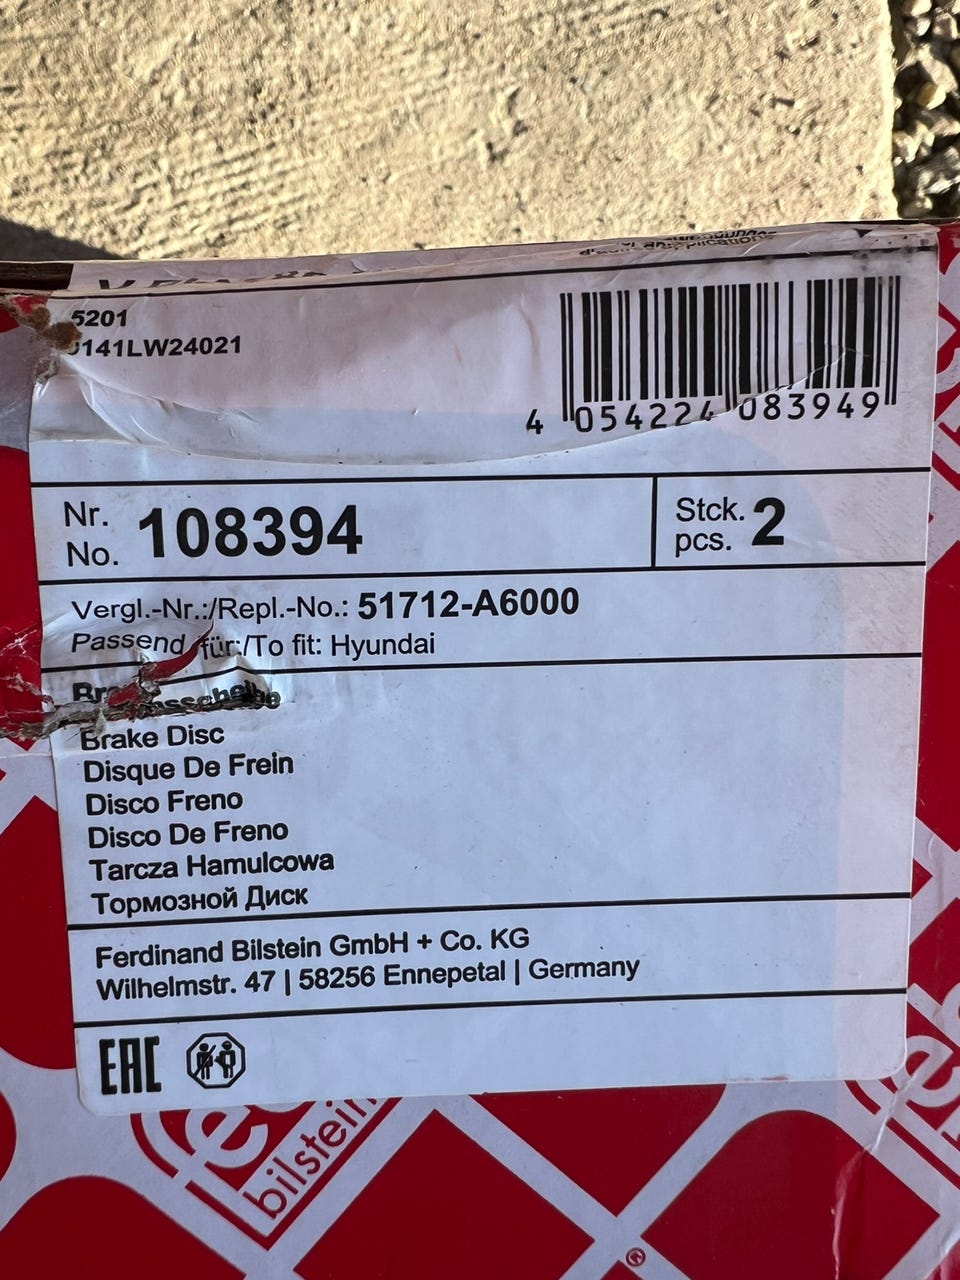 5201
141LW24021
4 054224 083949
Nr.
No. 108394
Stck.
pcs. 2
Vergl.-Nr.:/Repl.-No.: 51712-A6000
Passend für:/To fit: Hyundai
Brake Disc
Disque De Frein
Disco Freno
Disco De Freno
Tarcza Hamulcowa
Тормозной Диск
Ferdinand Bilstein GmbH + Co. KG
Wilhelmstr. 47 | 58256 Ennepetal | Germany
EAC
bilstein
®